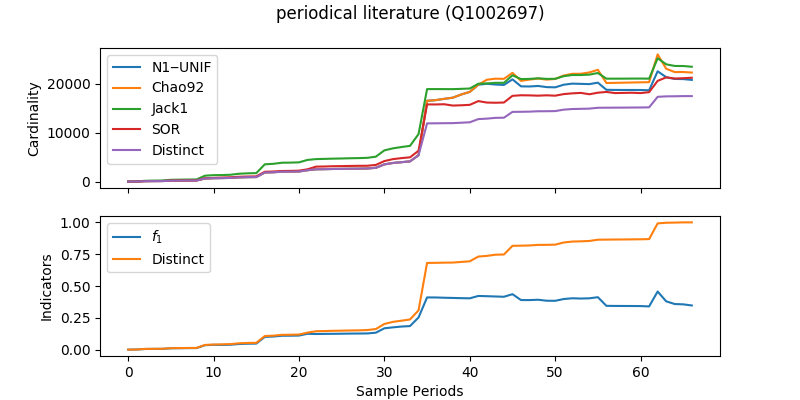 periodical literature (Q1002697)
Cardinality
20000
10000
0
N1−UNIF
Chao92
Jack1
SOR
Distinct
Indicators
1.00
0.75
0.50
0.25
0.00
f₁
Distinct
0 10 20 30 40 50 60
Sample Periods